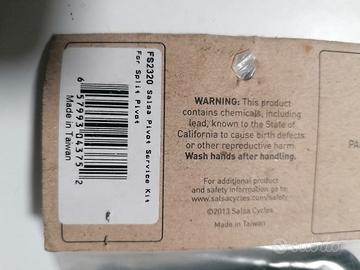 FS2320 Salsa Pivot Service Kit
For Split Pivot
6 57993 04375 2
Made in Taiwan
WARNING: This product
contains chemicals, including
lead, known to the State of
California to cause birth defects
or other reproductive harm.
Wash hands after handling.
For additional product
and safety information go to:
www.salsacycles.com/safety
©2013 Salsa Cycles
Made in Taiwan
PA
subito